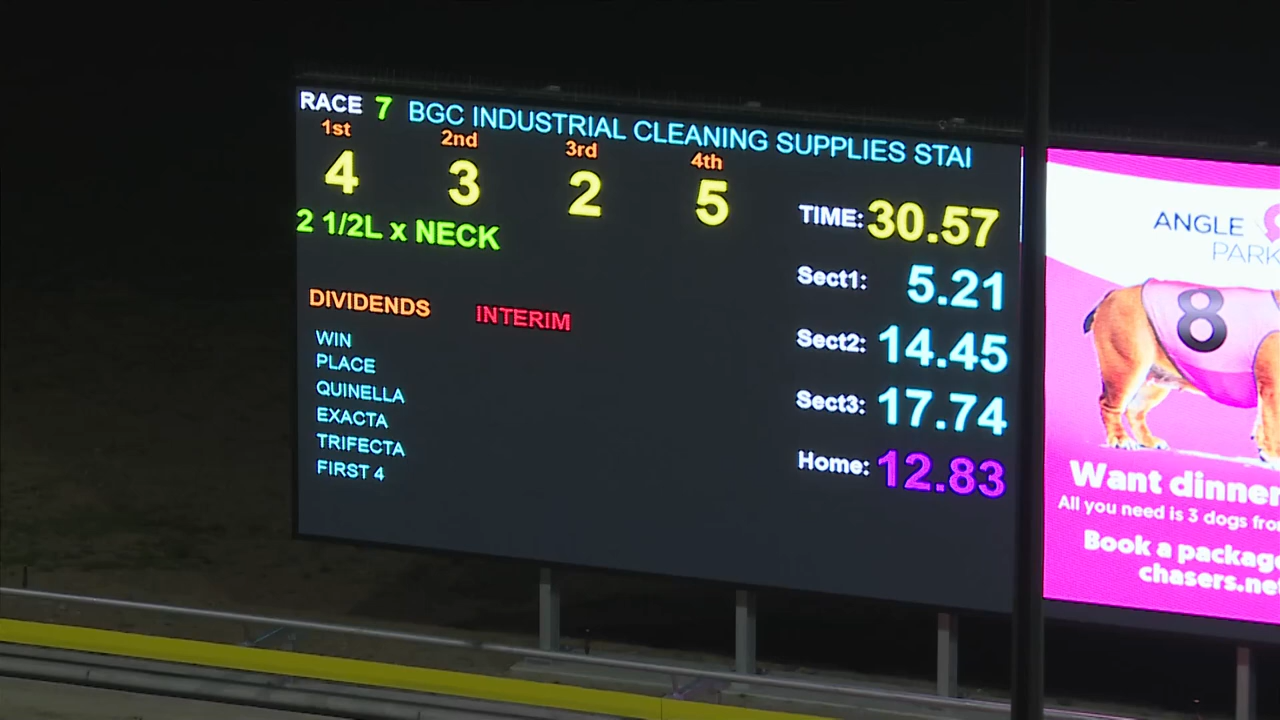 RACE 7 BGC INDUSTRIAL CLEANING SUPPLIES STAI
1st 2nd 3rd 4th
4 3 2 5
2 1/2L x NECK
TIME: 30.57
Sect1: 5.21
Sect2: 14.45
Sect3: 17.74
Home: 12.83
DIVIDENDS INTERIM
WIN
PLACE
QUINELLA
EXACTA
TRIFECTA
FIRST 4
ANGLE
PARK
8
Want dinner
All you need is 3 dogs fro
Book a package
chasers.ne